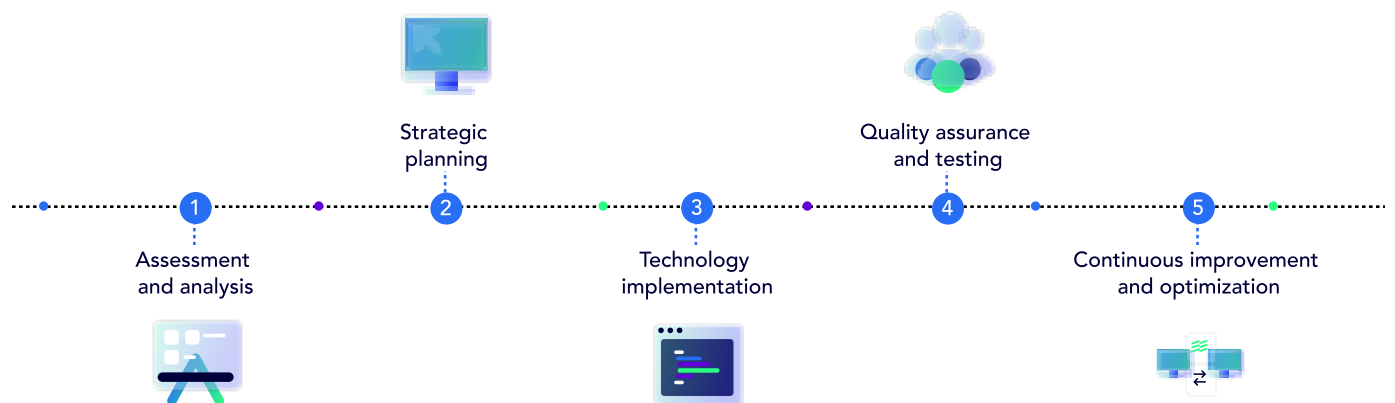 1
Assessment
and analysis
2
Strategic
planning
3
Technology
implementation
4
Quality assurance
and testing
5
Continuous improvement
and optimization